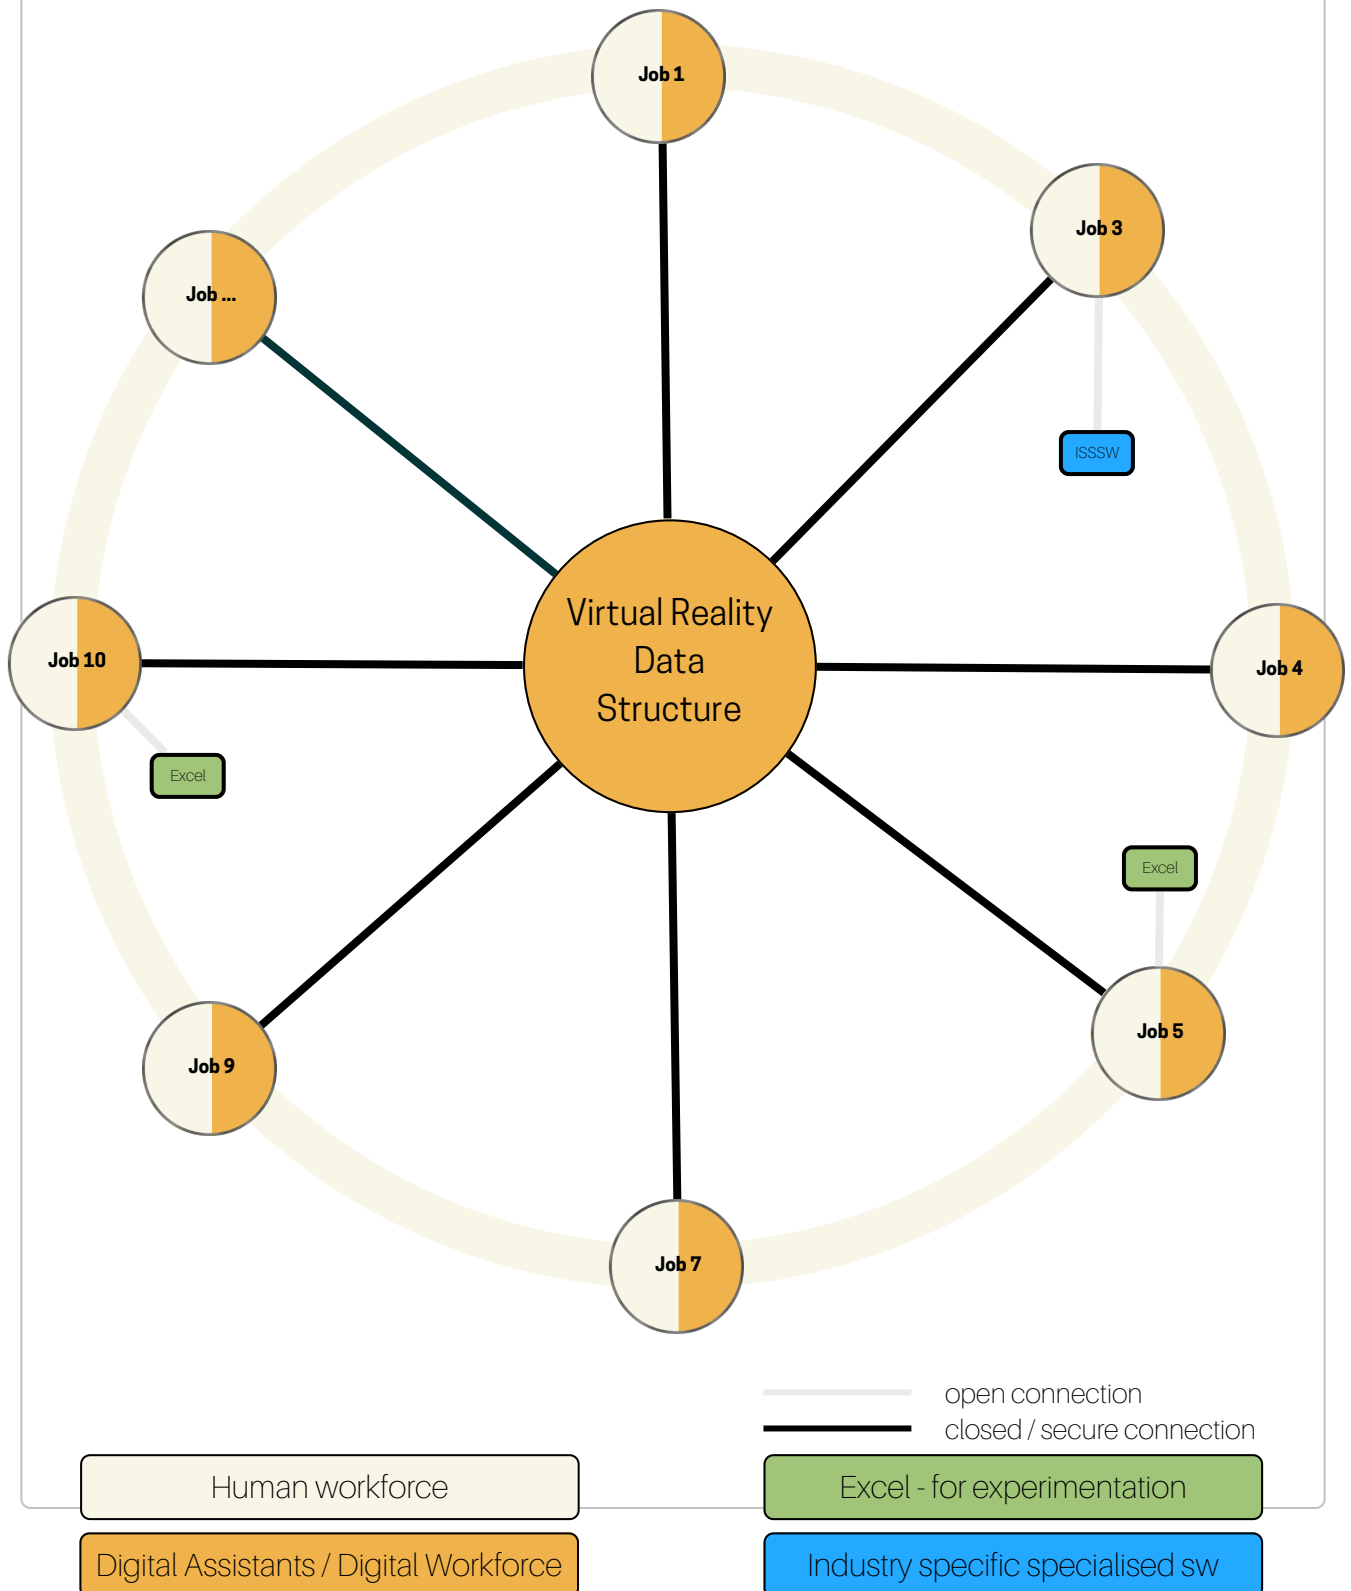 Job 1
Job 3
Job ...
ISSSW
Virtual Reality
Data
Structure
Job 10
Job 4
Excel
Excel
Job 5
Job 9
Job 7
open connection
closed / secure connection
Human workforce
Excel - for experimentation
Digital Assistants / Digital Workforce
Industry specific specialised sw